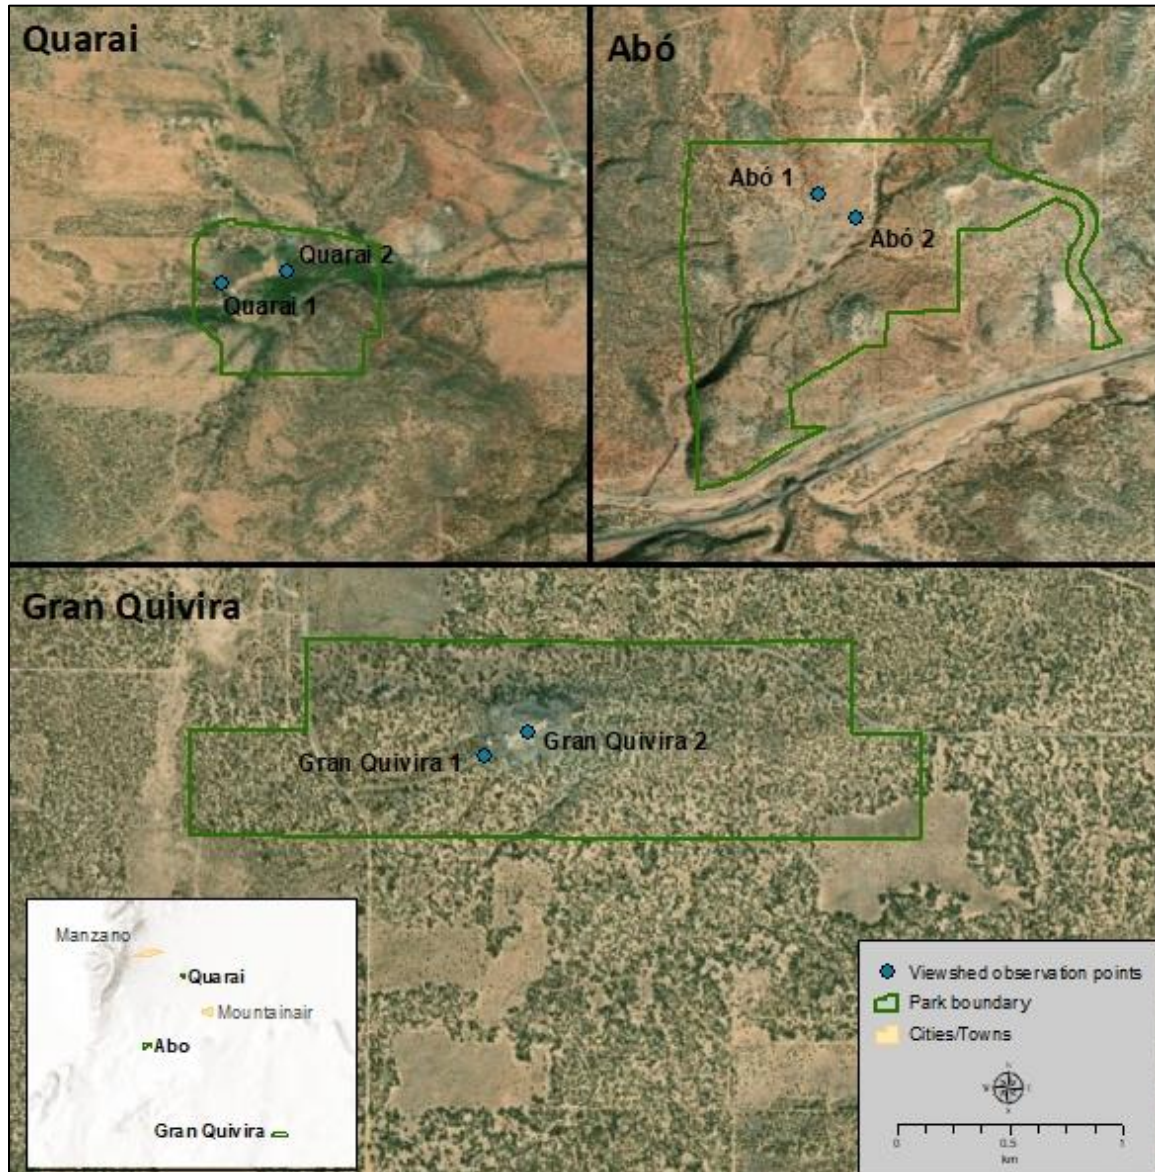 Quarai
Quarai 2
Quarai 1
Abó
Abó 1
Abó 2
Gran Quivira
Gran Quivira 2
Gran Quivira 1
Manzano
Quarai
Mountainair
Abo
Gran Quivira
Viewshed observation points
Park boundary
Cities/Towns
N
W
E
S
0 0.5 1
km